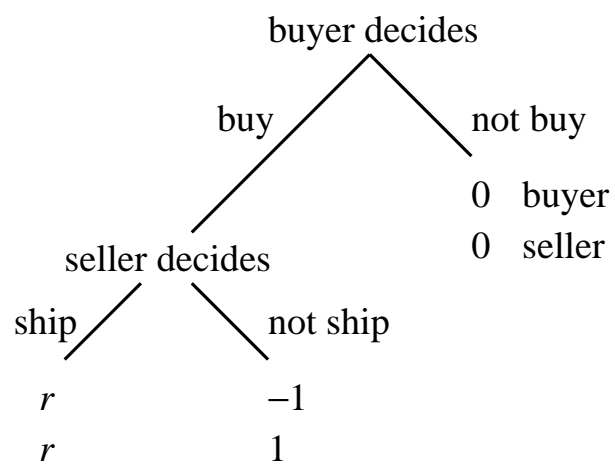 buyer decides
buy not buy
0 buyer
0 seller
seller decides
ship not ship
r −1
r 1